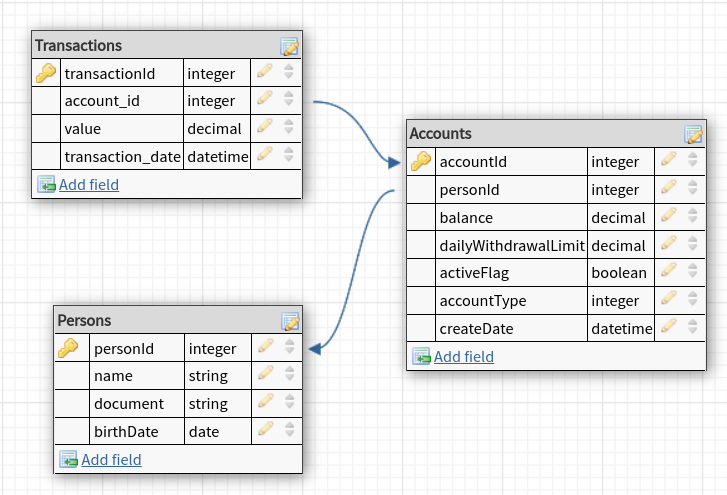 Transactions
transactionId integer
account_id integer
value decimal
transaction_date datetime
Add field
Accounts
accountId integer
personId integer
balance decimal
dailyWithdrawalLimit decimal
activeFlag boolean
accountType integer
createDate datetime
Add field
Persons
personId integer
name string
document string
birthDate date
Add field